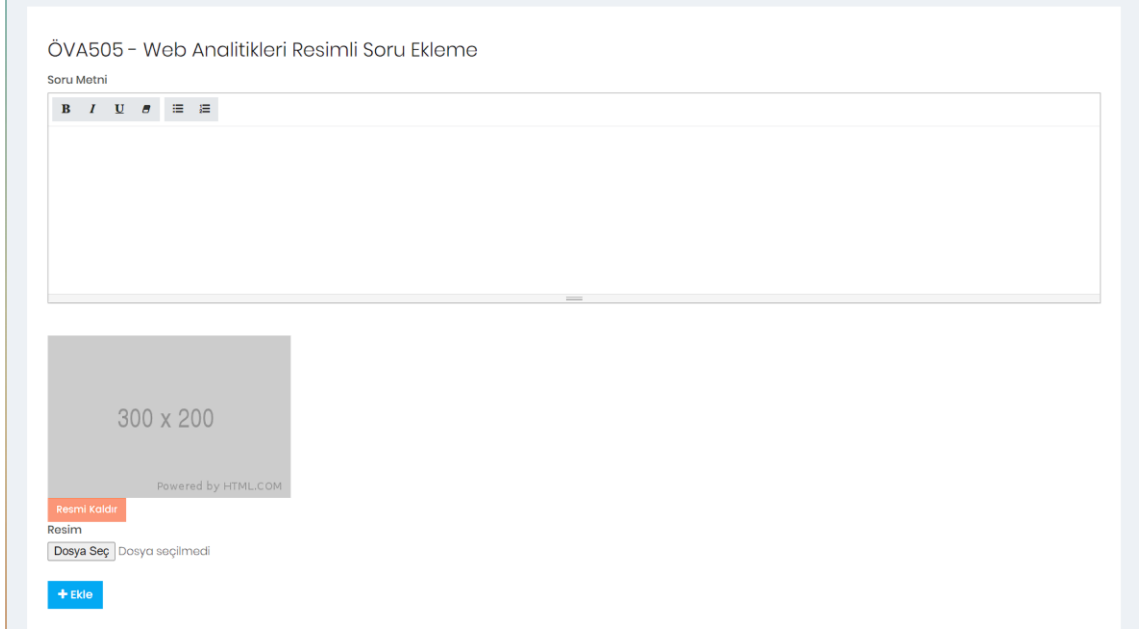 ÖVA505 - Web Analitikleri Resimli Soru Ekleme
Soru Metni
B I U
300 x 200
Powered by HTML.COM
Resmi Kaldır
Resim
Dosya Seç Dosya seçilmedi
+ Ekle